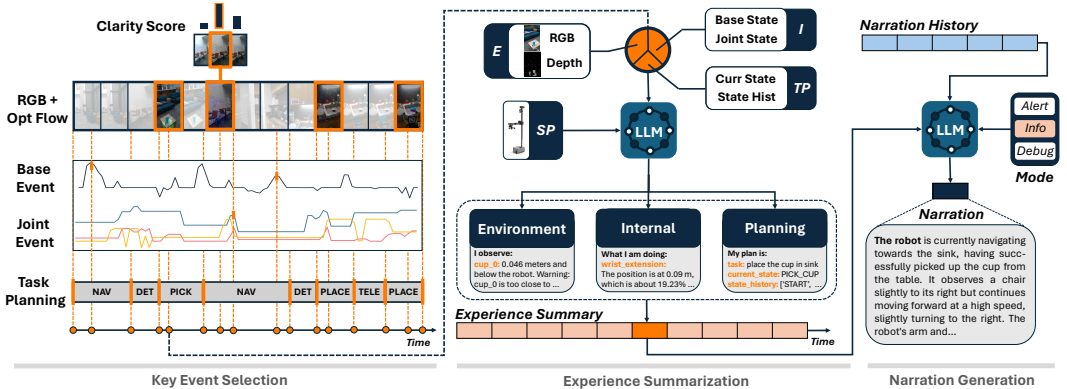 Clarity Score
RGB +
Opt Flow
Base
Event
Joint
Event
Task
Planning
NAV
DET
PICK
NAV
DET
PLACE
TELE
PLACE
Time
Key Event Selection
E
RGB
Depth
Base State
Joint State
I
Curr State
State Hist
TP
SP
LLM
Environment
I observe:
cup_0: 0.046 meters and
below the robot. Warning:
cup_0 is too close to ...
Internal
What I am doing:
wrist_extension:
The position is at 0.09 m,
which is about 19.23% ...
Planning
My plan is:
task: place the cup in sink
current_state: PICK_CUP
state_history: ['START', ...
Experience Summary
Time
Experience Summarization
Narration History
LLM
Alert
Info
Debug
Mode
Narration
The robot is currently navigating
towards the sink, having succ-
essfully picked up the cup from
the table. It observes a chair
slightly to its right but continues
moving forward at a high speed,
slightly turning to the right. The
robot's arm and...
Narration Generation